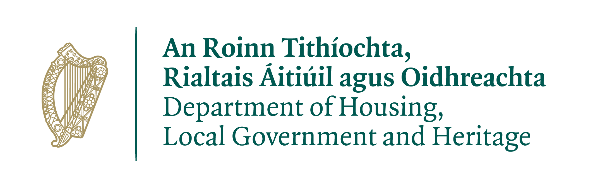 An Roinn Tithíochta,
Rialtais Áitiúil agus Oidhreachta
Department of Housing,
Local Government and Heritage